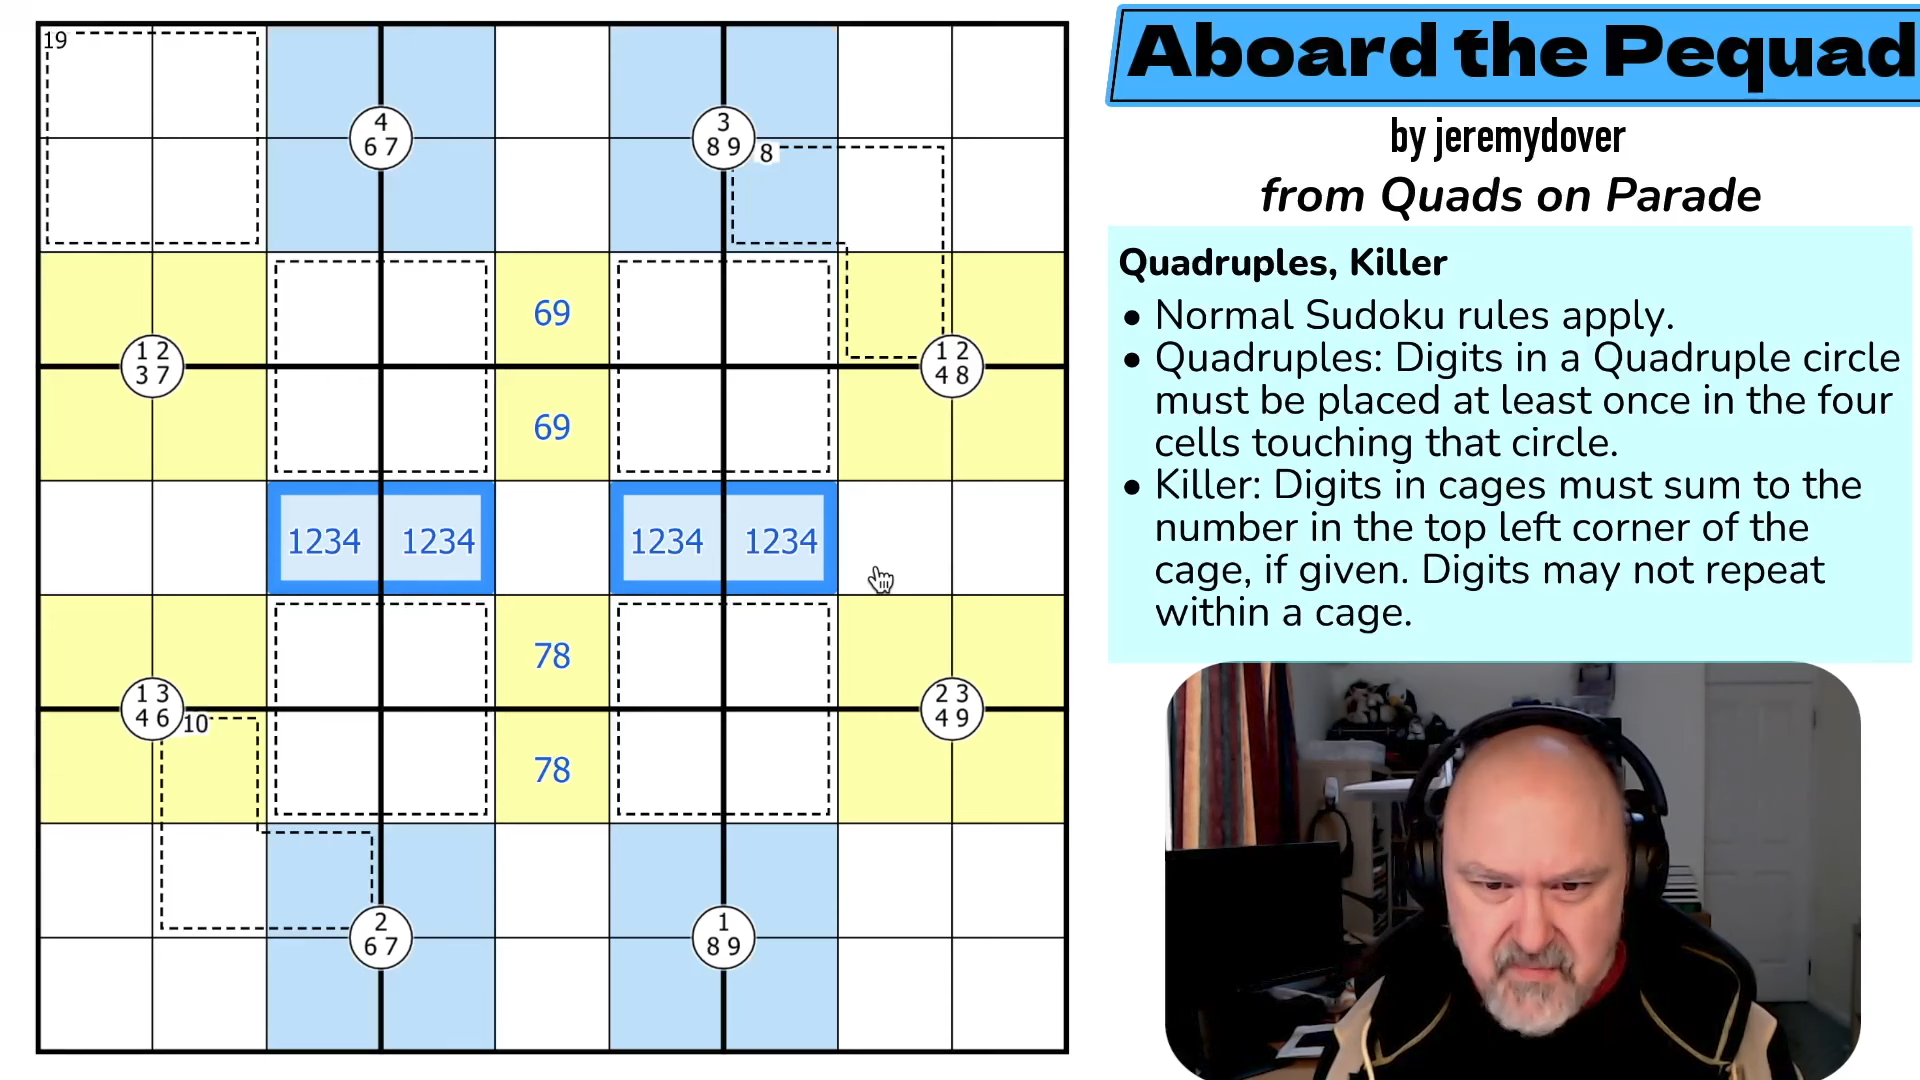 Aboard the Pequad
by jeremydover
from Quads on Parade
Quadruples, Killer
• Normal Sudoku rules apply.
• Quadruples: Digits in a Quadruple circle
must be placed at least once in the four
cells touching that circle.
• Killer: Digits in cages must sum to the
number in the top left corner of the
cage, if given. Digits may not repeat
within a cage.
19
4
6 7
3
8 9
8
69
1 2
3 7
1 2
4 8
69
1234 1234 1234 1234
78
1 3
4 6
10
2 3
4 9
78
2
6 7
1
8 9